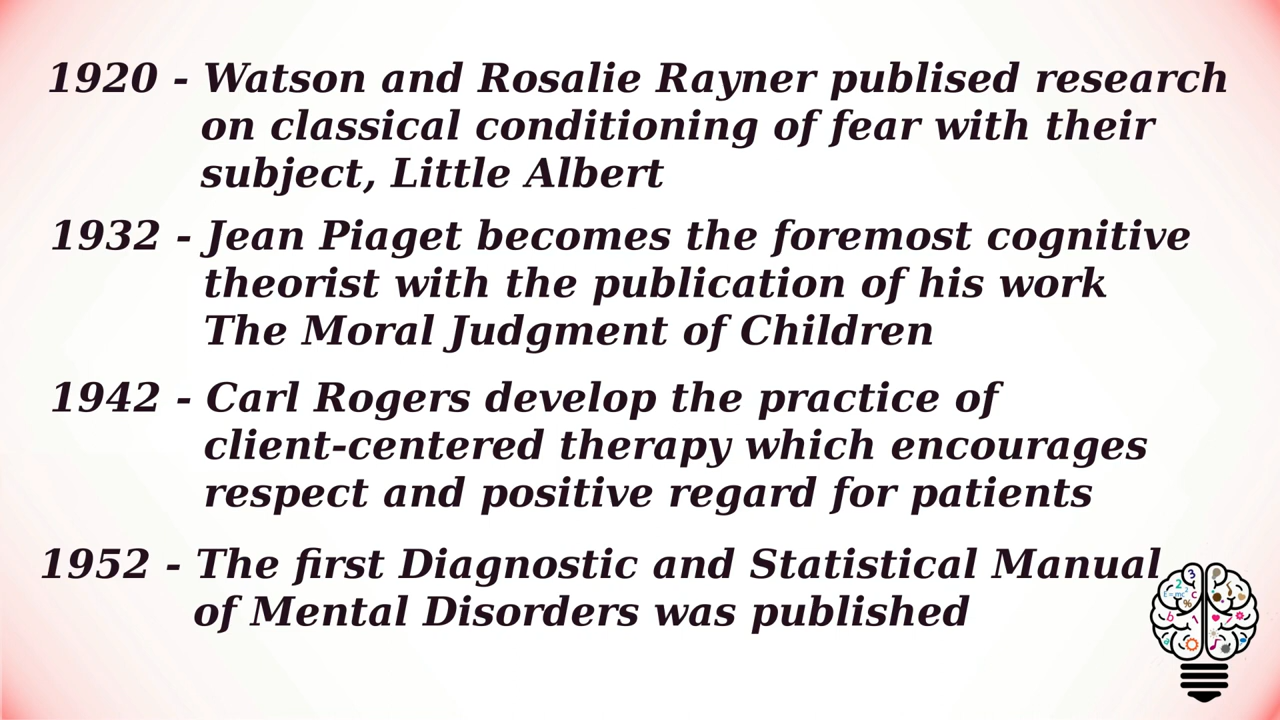 1920 - Watson and Rosalie Rayner publised research
on classical conditioning of fear with their
subject, Little Albert
1932 - Jean Piaget becomes the foremost cognitive
theorist with the publication of his work
The Moral Judgment of Children
1942 - Carl Rogers develop the practice of
client-centered therapy which encourages
respect and positive regard for patients
1952 - The first Diagnostic and Statistical Manual
of Mental Disorders was published